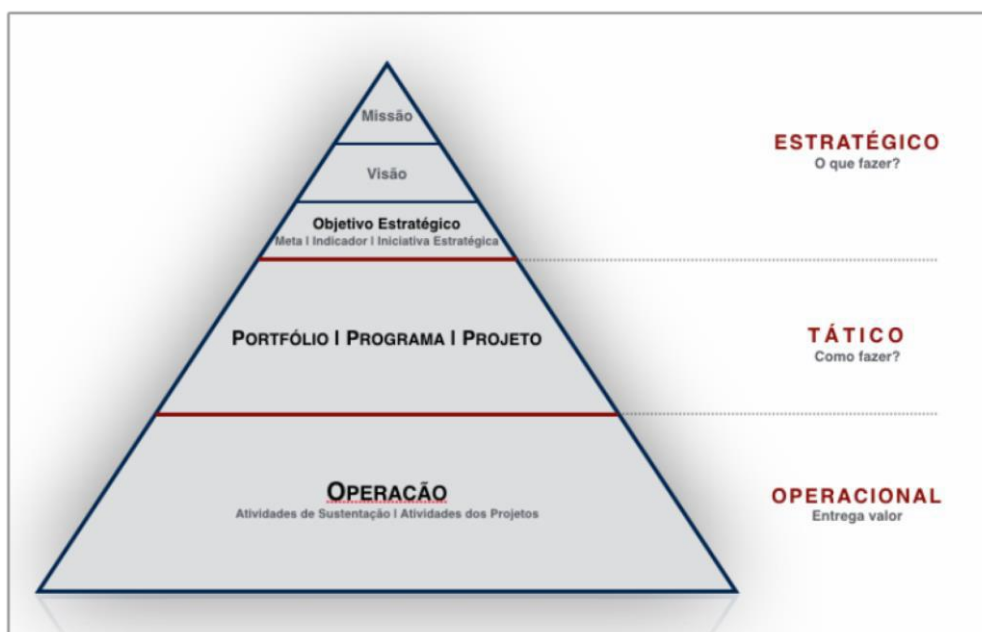 Missão
Visão
Objetivo Estratégico
Meta | Indicador | Iniciativa Estratégica
ESTRATÉGICO
O que fazer?
PORTFÓLIO | PROGRAMA | PROJETO
TÁTICO
Como fazer?
OPERACÃO
Atividades de Sustentação | Atividades dos Projetos
OPERACIONAL
Entrega valor